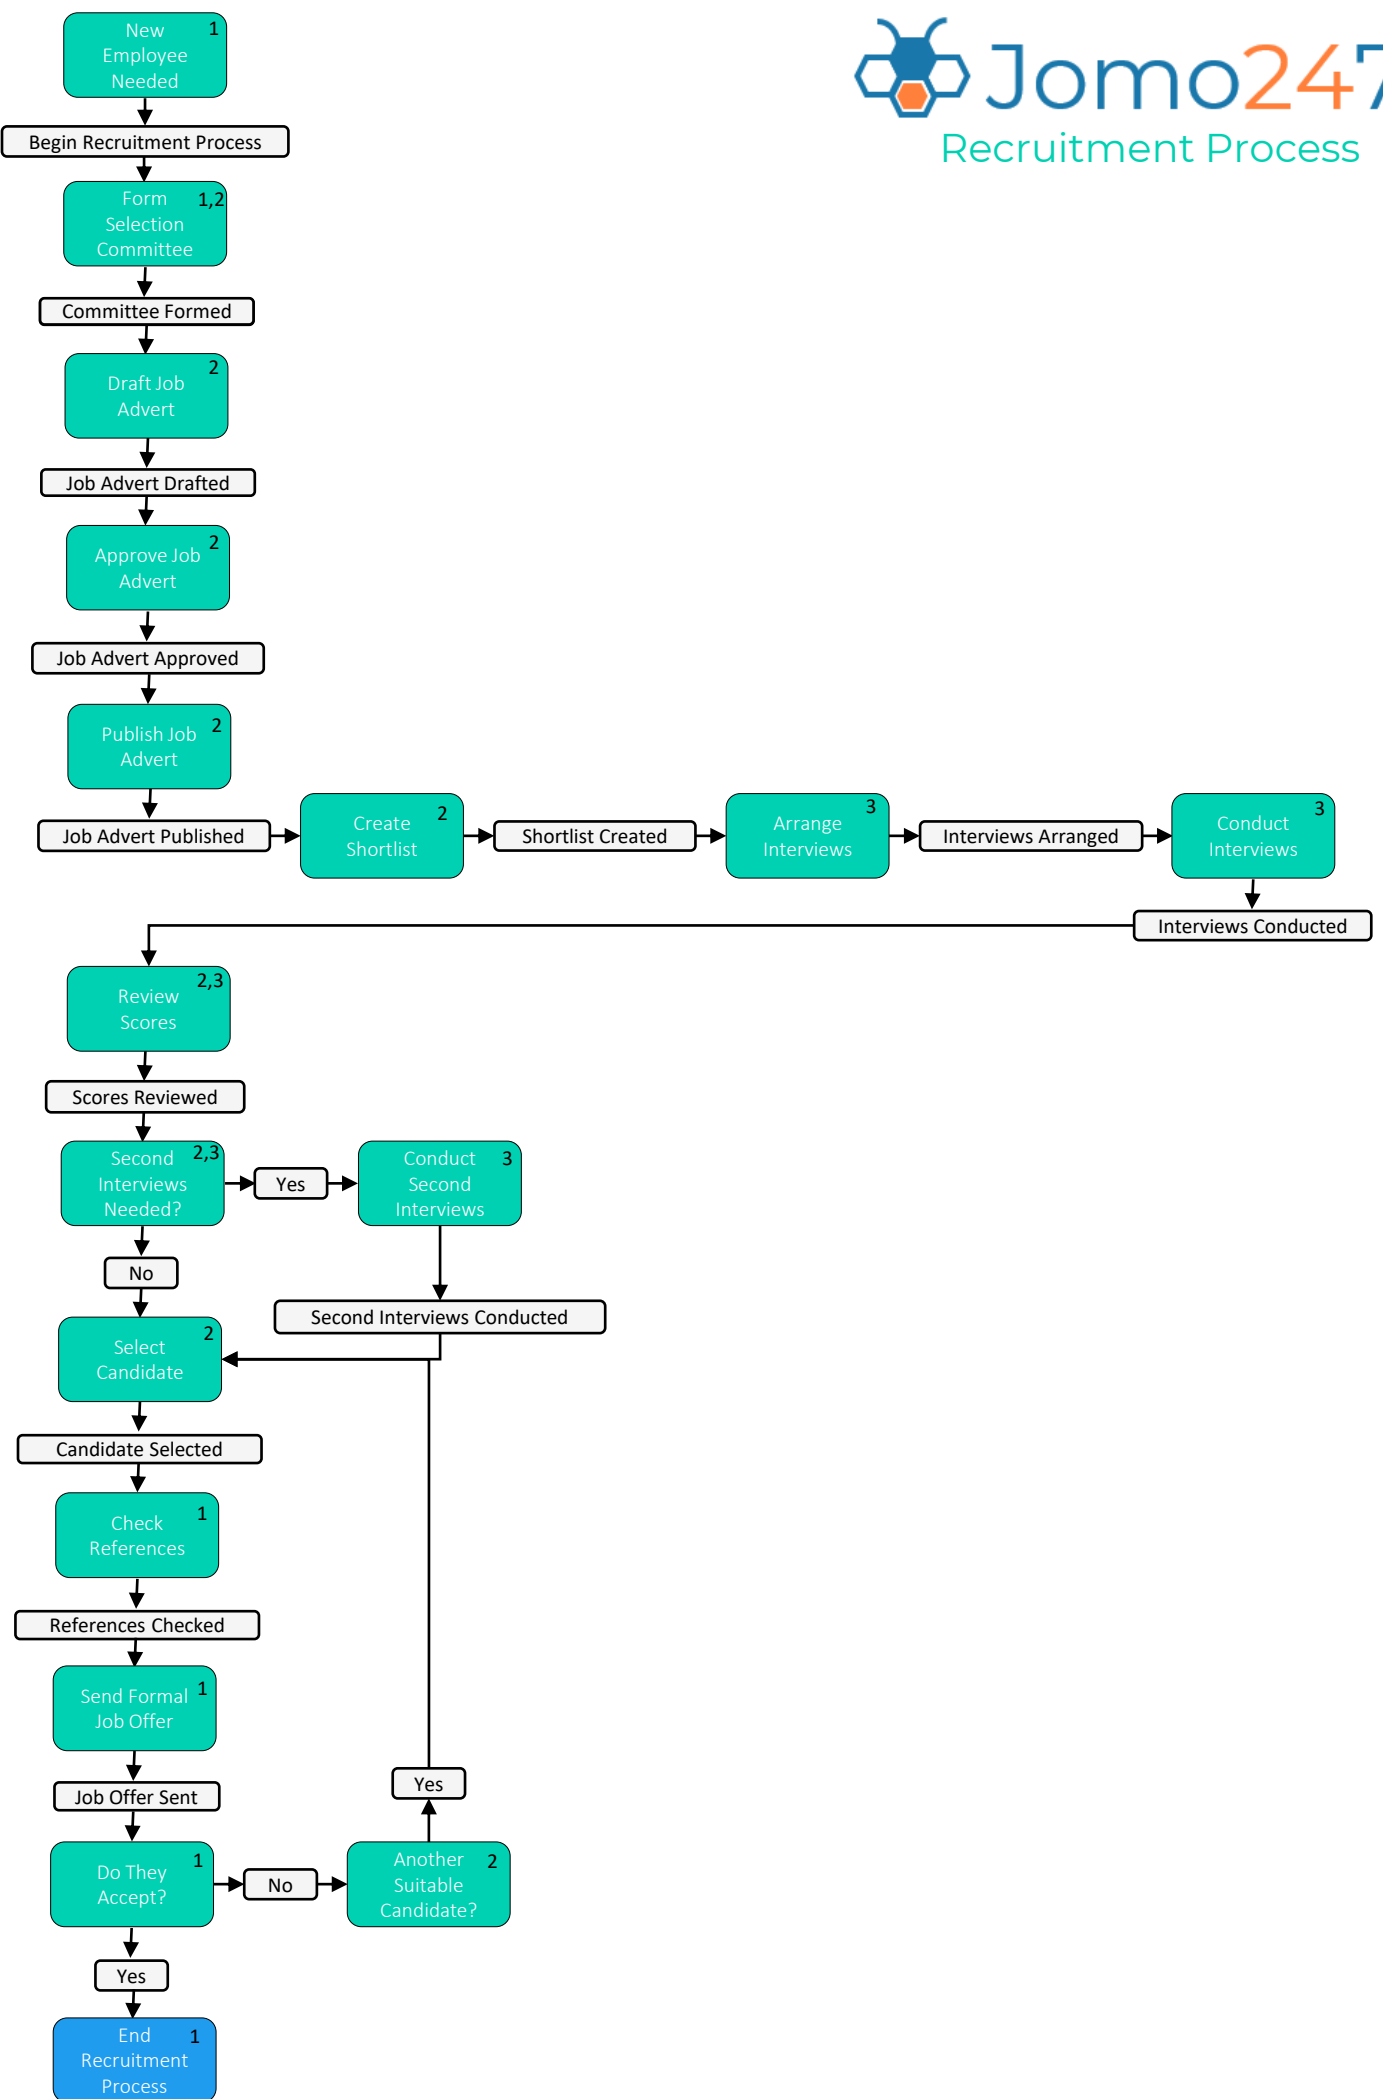 Jomo247
Recruitment Process
New
Employee
Needed
1
Begin Recruitment Process
Form
Selection
Committee
1,2
Committee Formed
Draft Job
Advert
2
Job Advert Drafted
Approve Job
Advert
2
Job Advert Approved
Publish Job
Advert
2
Job Advert Published
Create
Shortlist
2
Shortlist Created
Arrange
Interviews
3
Interviews Arranged
Conduct
Interviews
3
Interviews Conducted
Review
Scores
2,3
Scores Reviewed
Second
Interviews
Needed?
2,3
Yes
Conduct
Second
Interviews
3
No
Second Interviews Conducted
Select
Candidate
2
Candidate Selected
Check
References
1
References Checked
Send Formal
Job Offer
1
Job Offer Sent
Yes
Do They
Accept?
1
No
Another
Suitable
Candidate?
2
Yes
End
Recruitment
Process
1